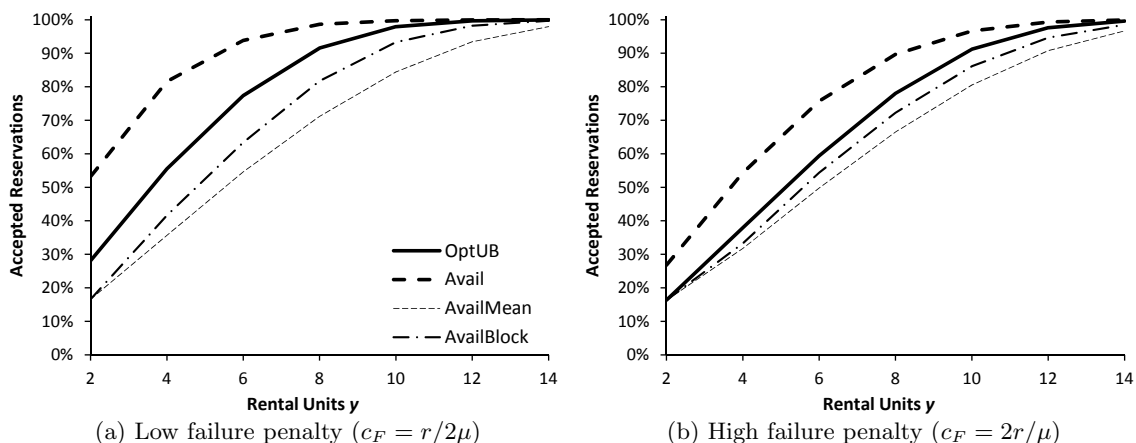 100%
90%
80%
70%
60%
50%
40%
30%
20%
10%
0%
Accepted Reservations
2 4 6 8 10 12 14
Rental Units y
OptUB
Avail
AvailMean
AvailBlock
(a) Low failure penalty (c_F = r/2μ)
100%
90%
80%
70%
60%
50%
40%
30%
20%
10%
0%
Accepted Reservations
2 4 6 8 10 12 14
Rental Units y
(b) High failure penalty (c_F = 2r/μ)